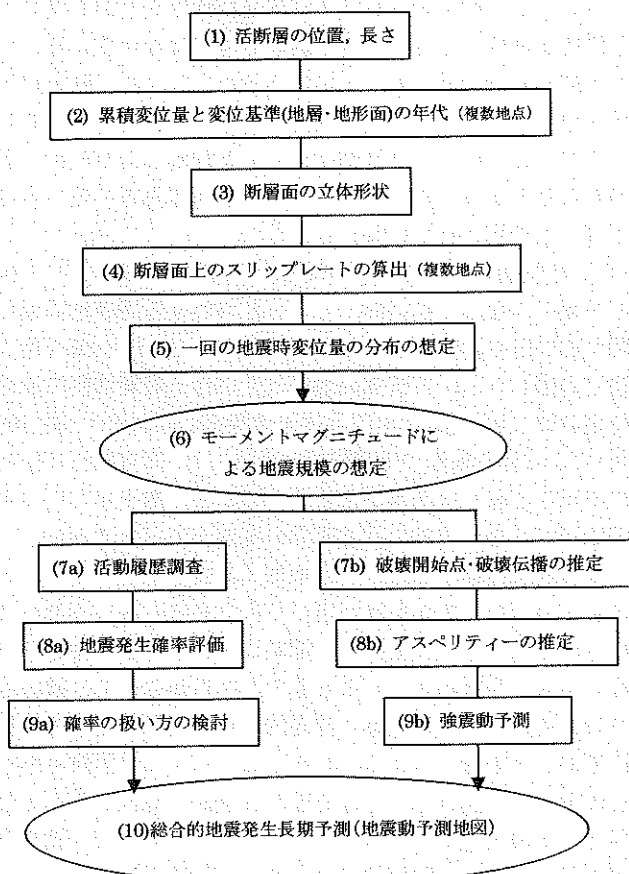 (1) 活断層の位置, 長さ
(2) 累積変位量と変位基準(地層・地形面)の年代 (複数地点)
(3) 断層面の立体形状
(4) 断層面上のスリップレートの算出 (複数地点)
(5) 一回の地震時変位量の分布の想定
(6) モーメントマグニチュードに
よる地震規模の想定
(7a) 活動履歴調査
(7b) 破壊開始点・破壊伝播の推定
(8a) 地震発生確率評価
(8b) アスペリティーの推定
(9a) 確率の扱い方の検討
(9b) 強震動予測
(10)総合的地震発生長期予測(地震動予測地図)